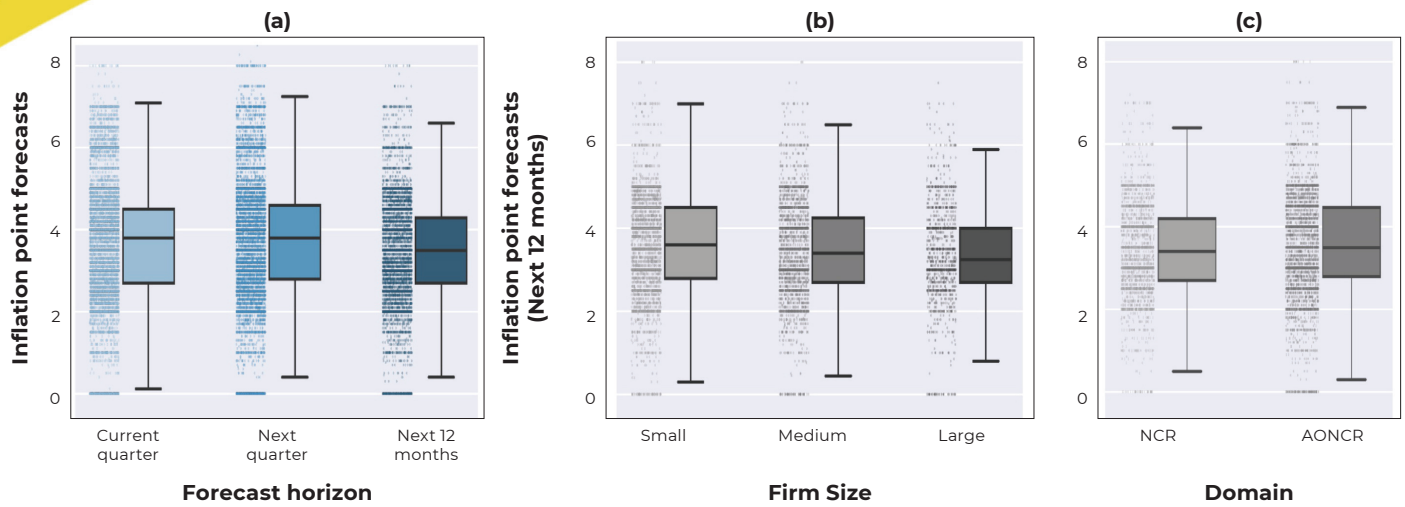 (a)
Inflation point forecasts
8
6
4
2
0
Current
quarter
Next
quarter
Next 12
months
Forecast horizon
(b)
Inflation point forecasts
(Next 12 months)
8
6
4
2
0
Small
Medium
Large
Firm Size
(c)
8
6
4
2
0
NCR
AONCR
Domain